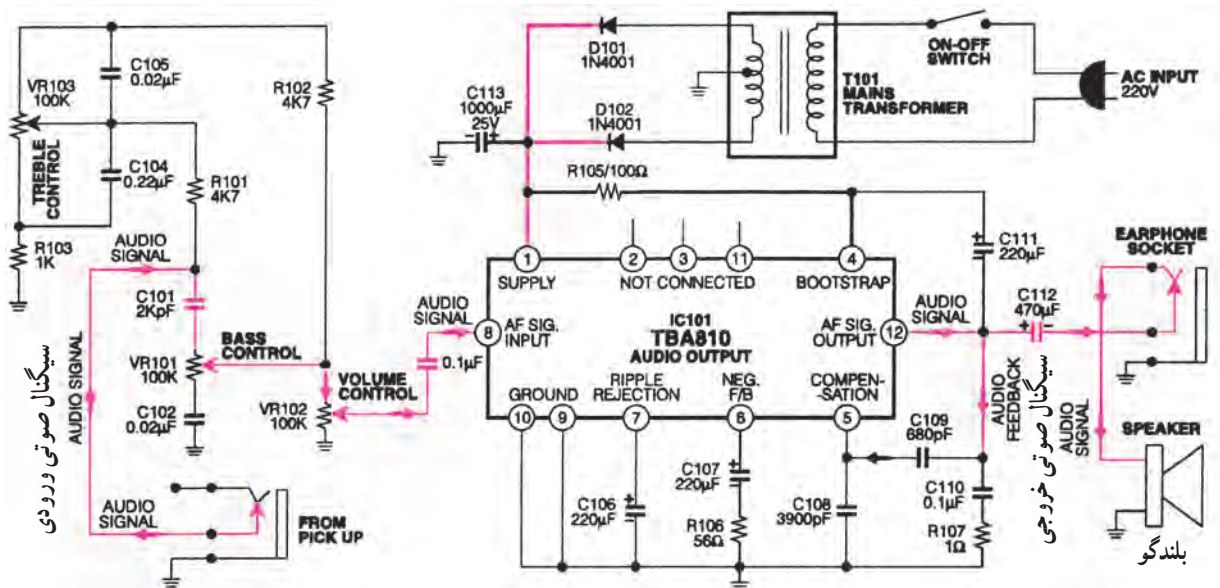 C105
0.02µF
VR103
100K
R102
4K7
TREBLE
CONTROL
C104
0.22µF
R101
4K7
R103
1K
AUDIO
SIGNAL
C101
2KpF
BASS
CONTROL
VR101
100K
C102
0.02µF
VOLUME
CONTROL
VR102
100K
AUDIO SIGNAL
سیگنال صوتی ورودی
AUDIO
SIGNAL
FROM
PICK UP
AUDIO
SIGNAL
0.1µF
D101
1N4001
C113
1000µF
25V
− +
D102
1N4001
T101
MAINS
TRANSFORMER
ON-OFF
SWITCH
AC INPUT
220V
R105/100Ω
1
2
3
11
4
SUPPLY
NOT CONNECTED
BOOTSTRAP
8
AF SIG.
INPUT
IC101
TBA810
AUDIO OUTPUT
AF SIG.
OUTPUT
12
GROUND
RIPPLE
REJECTION
NEG.
F/B
COMPEN-
SATION
10
9
7
6
5
+
C111
220µF
AUDIO
SIGNAL
C112
470µF
+ −
EARPHONE
SOCKET
C109
680pF
AUDIO
FEEDBACK
سیگنال صوتی خروجی
AUDIO
SIGNAL
SPEAKER
بلندگو
C106
220µF
+
C107
220µF
+
R106
56Ω
C108
3900pF
C110
0.1µF
R107
1Ω